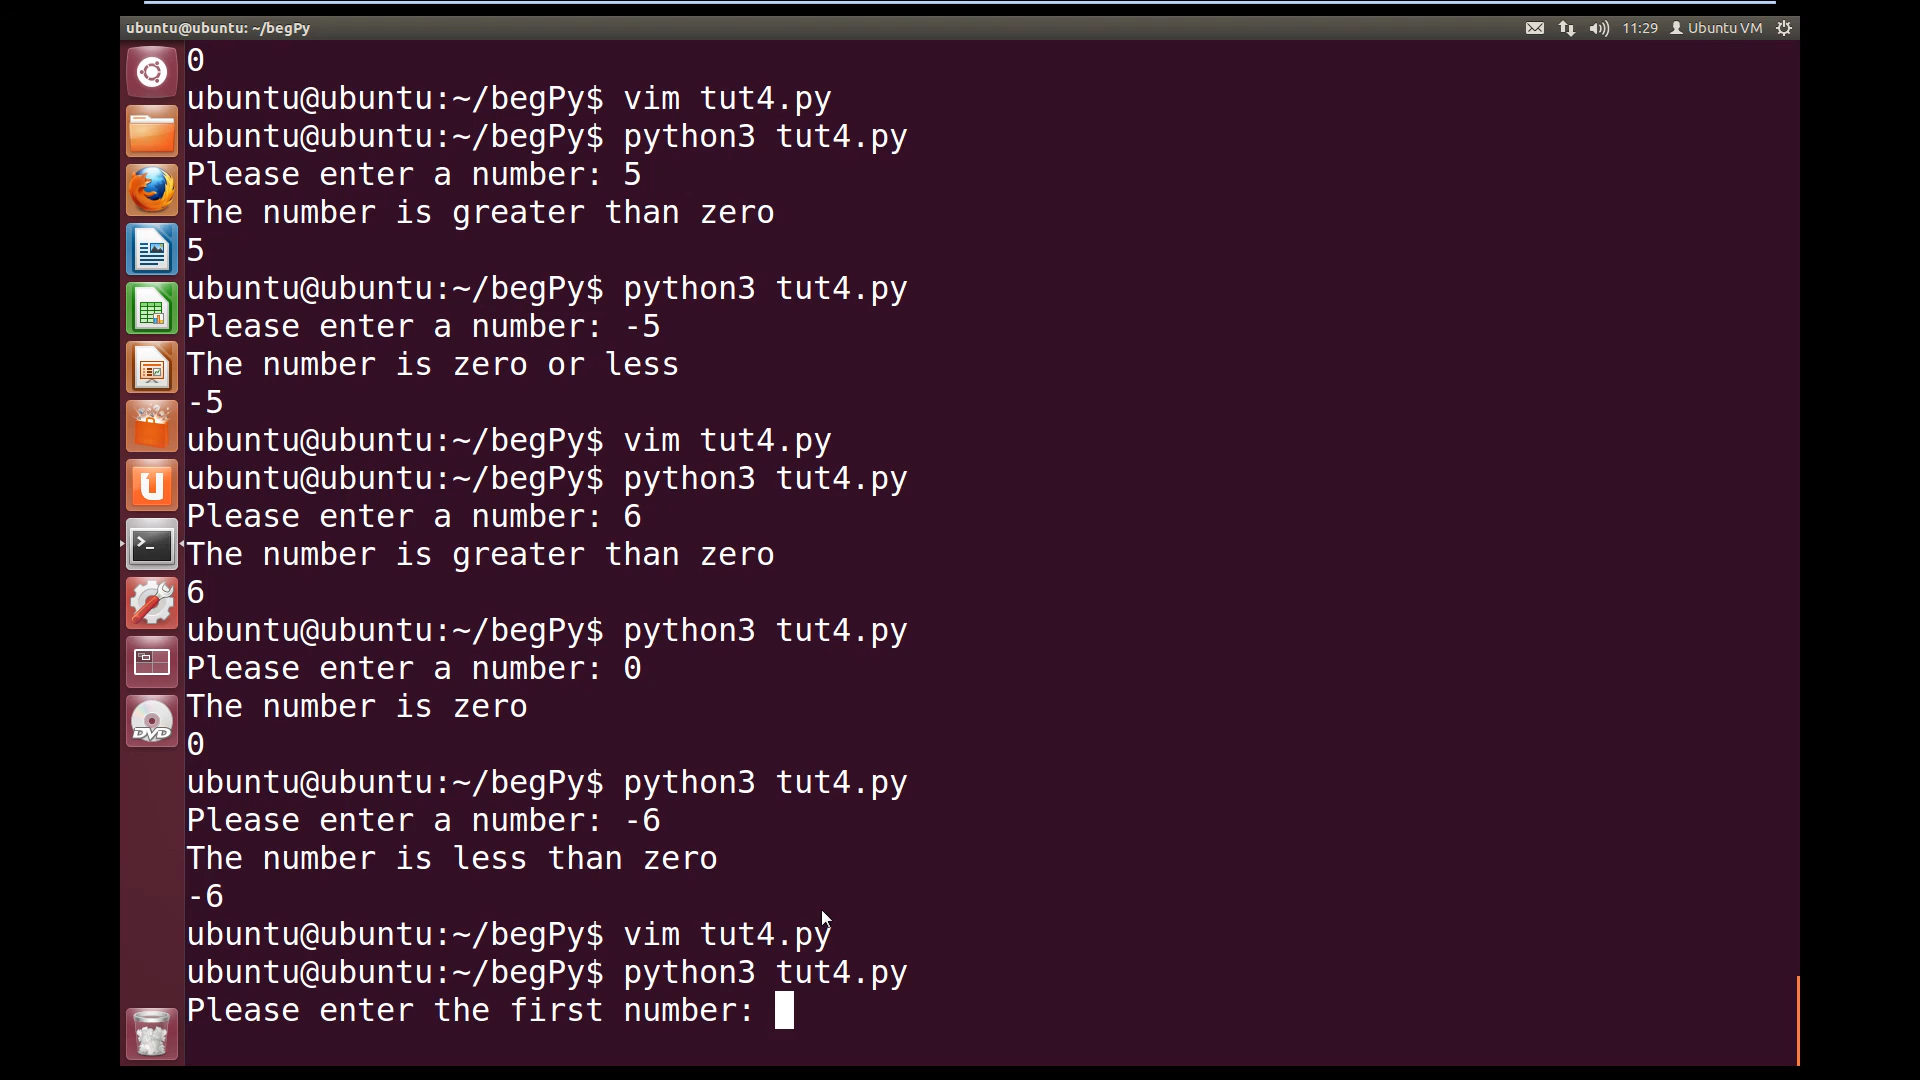 ubuntu@ubuntu: ~/begPy
11:29
Ubuntu VM
0
ubuntu@ubuntu:~/begPy$ vim tut4.py
ubuntu@ubuntu:~/begPy$ python3 tut4.py
Please enter a number: 5
The number is greater than zero
5
ubuntu@ubuntu:~/begPy$ python3 tut4.py
Please enter a number: -5
The number is zero or less
-5
ubuntu@ubuntu:~/begPy$ vim tut4.py
ubuntu@ubuntu:~/begPy$ python3 tut4.py
Please enter a number: 6
The number is greater than zero
6
ubuntu@ubuntu:~/begPy$ python3 tut4.py
Please enter a number: 0
The number is zero
0
ubuntu@ubuntu:~/begPy$ python3 tut4.py
Please enter a number: -6
The number is less than zero
-6
ubuntu@ubuntu:~/begPy$ vim tut4.py
ubuntu@ubuntu:~/begPy$ python3 tut4.py
Please enter the first number:
DVD